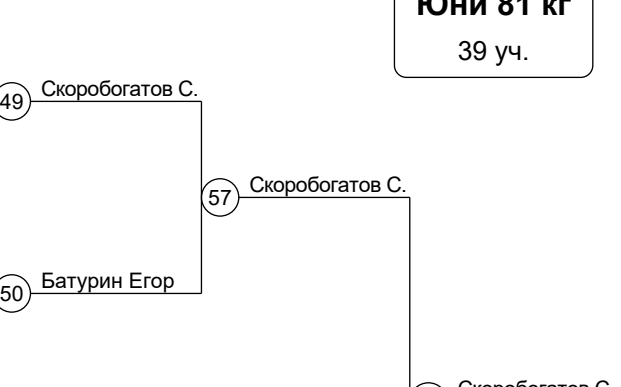 Юни 81 кг
39 уч.
Скоробогатов С.
49
Скоробогатов С.
57
Батурин Егор
50
Скоробогатов С